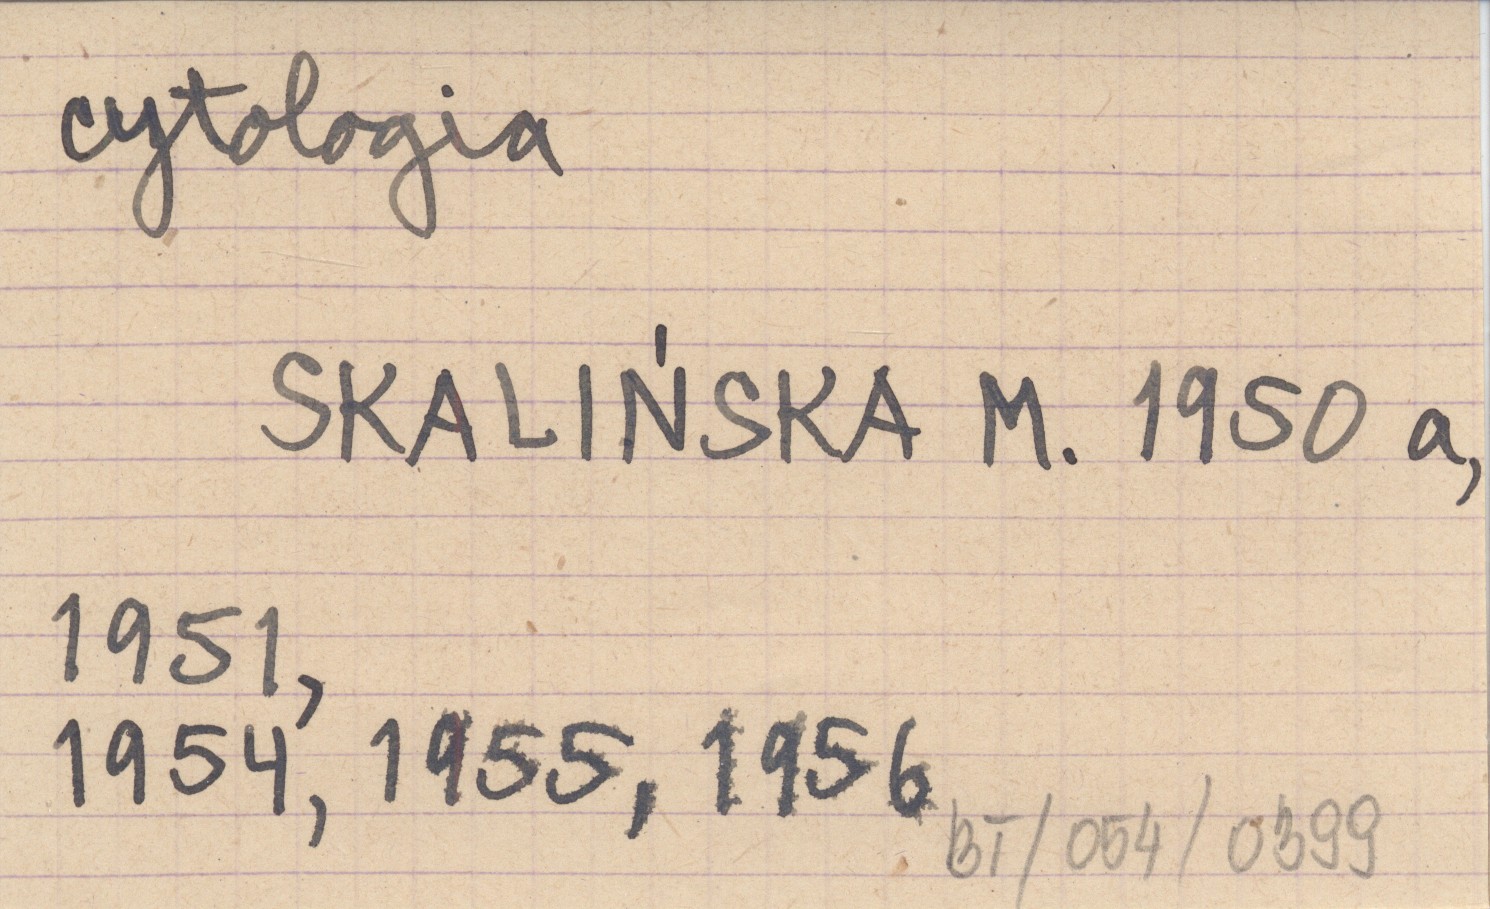 cytologia
SKALIŃSKA M. 1950 a,
1951,
1954, 1955, 1956
BT/054/0399